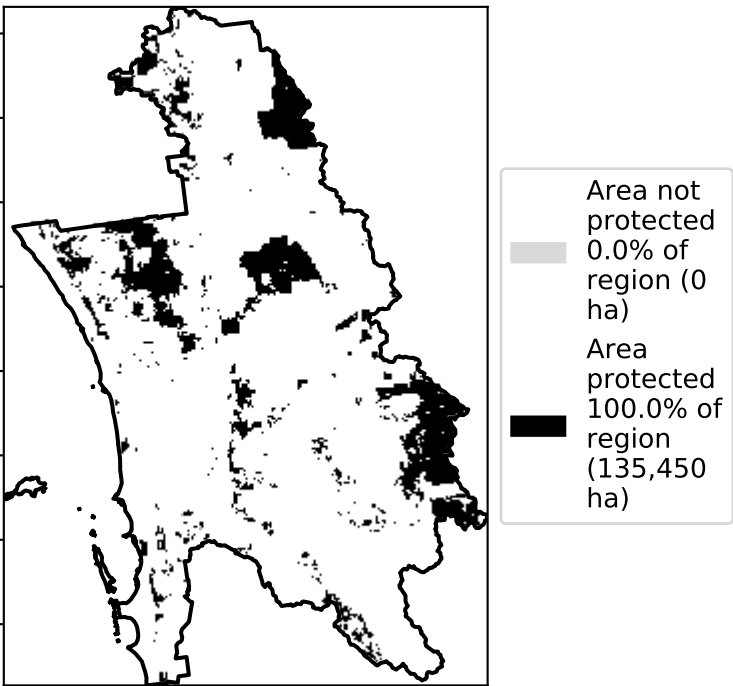 Area not
protected
0.0% of
region (0
ha)
Area
protected
100.0% of
region
(135,450
ha)